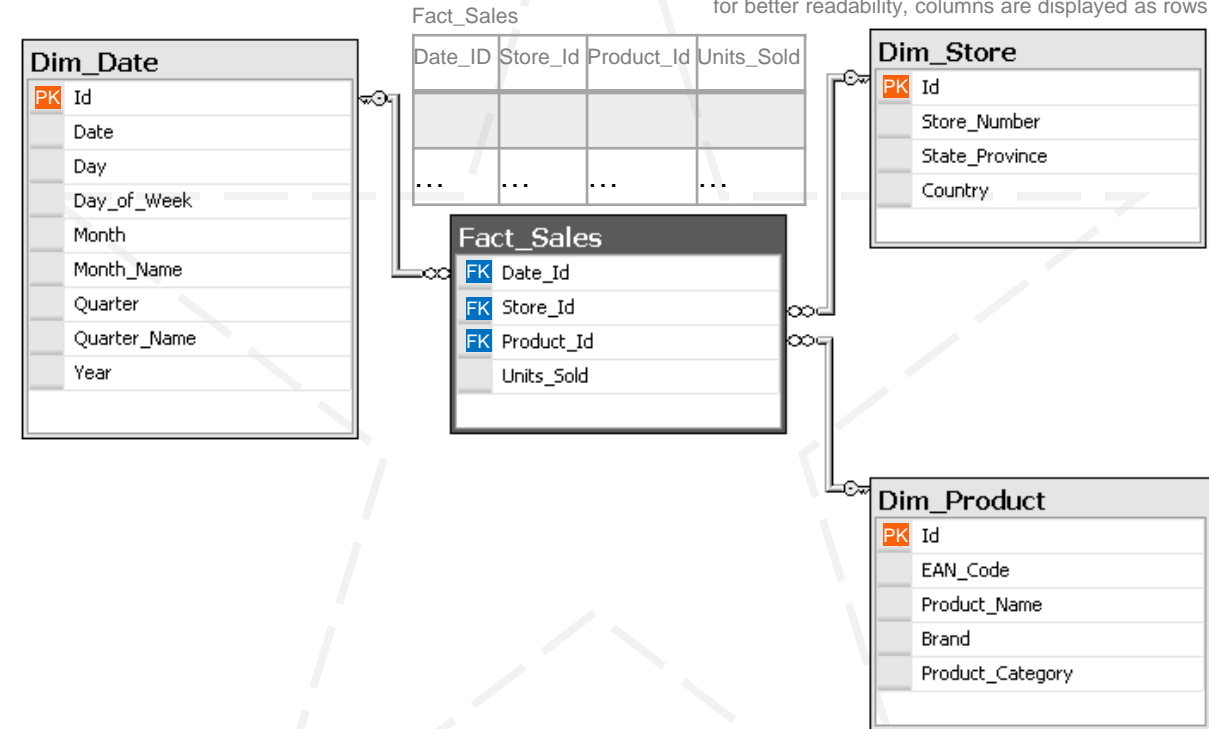 for better readability, columns are displayed as rows
Fact_Sales
Date_ID Store_Id Product_Id Units_Sold
... ... ... ...
Dim_Date
PK Id
Date
Day
Day_of_Week
Month
Month_Name
Quarter
Quarter_Name
Year
Fact_Sales
FK Date_Id
FK Store_Id
FK Product_Id
Units_Sold
Dim_Store
PK Id
Store_Number
State_Province
Country
Dim_Product
PK Id
EAN_Code
Product_Name
Brand
Product_Category